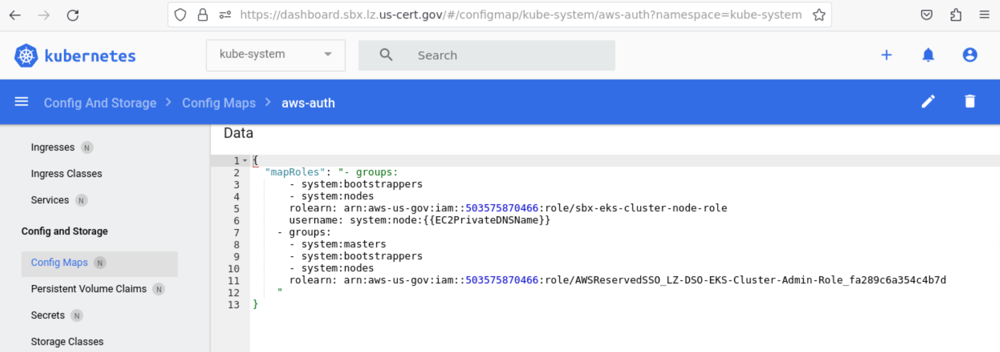 https://dashboard.sbx.lz.us-cert.gov/#/configmap/kube-system/aws-auth?namespace=kube-system
kubernetes
kube-system
Search
Config And Storage > Config Maps > aws-auth
Ingresses N
Ingress Classes
Services N
Config and Storage
Config Maps N
Persistent Volume Claims N
Secrets N
Storage Classes
Data
1 {
2 "mapRoles": "- groups:
3 - system:bootstrappers
4 - system:nodes
5 rolearn: arn:aws-us-gov:iam::503575870466:role/sbx-eks-cluster-node-role
6 username: system:node:{{EC2PrivateDNSName}}
7 - groups:
8 - system:masters
9 - system:bootstrappers
10 - system:nodes
11 rolearn: arn:aws-us-gov:iam::503575870466:role/AWSReservedSSO_LZ-DSO-EKS-Cluster-Admin-Role_fa289c6a354c4b7d
12 "
13 }